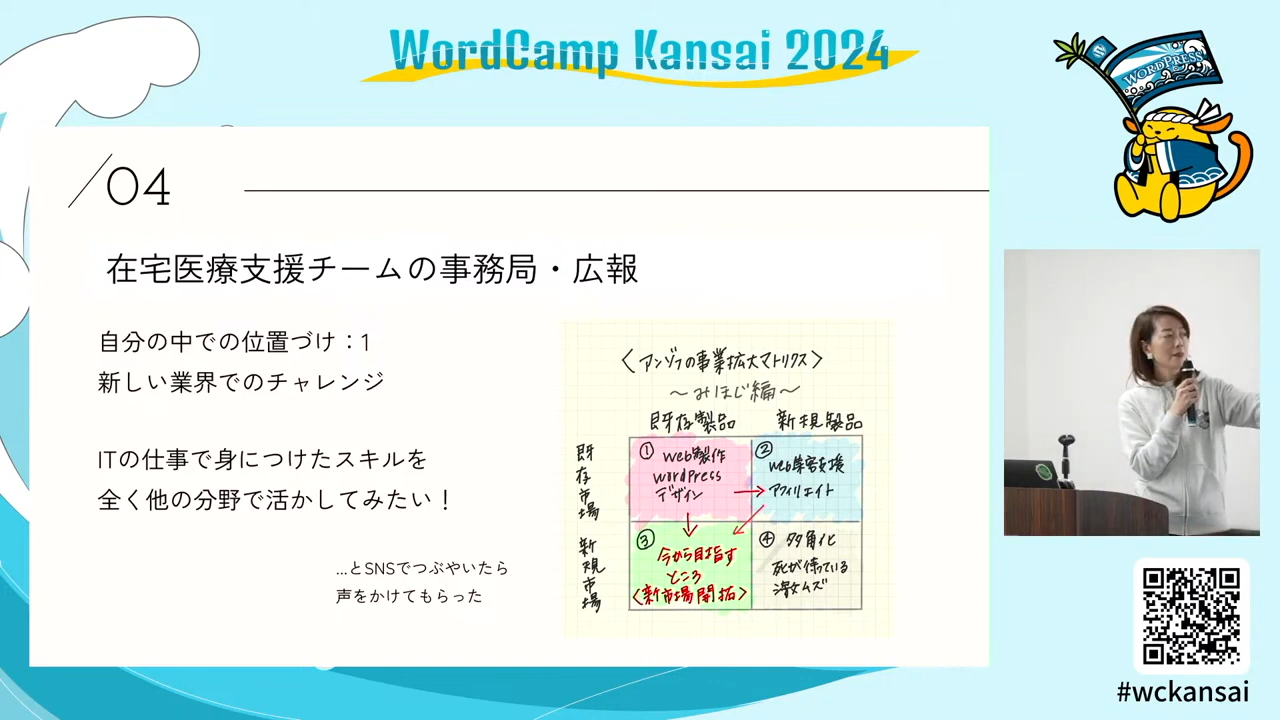 WordCamp Kansai 2024
WORDPRESS
/04
在宅医療支援チームの事務局・広報
自分の中での位置づけ：1
新しい業界でのチャレンジ
ITの仕事で身につけたスキルを
全く他の分野で活かしてみたい！
...とSNSでつぶやいたら
声をかけてもらった
〈アンゾフの事業拡大マトリクス〉
〜みほじ編〜
既存製品 新規製品
既存市場
① web製作
wordPress
デザイン
② web集客支援
アフィリエイト
新規市場
③ 今から目指す
ところ
〈新市場開拓〉
④ 多角化
死が待っている
激ムズ
#wckansai